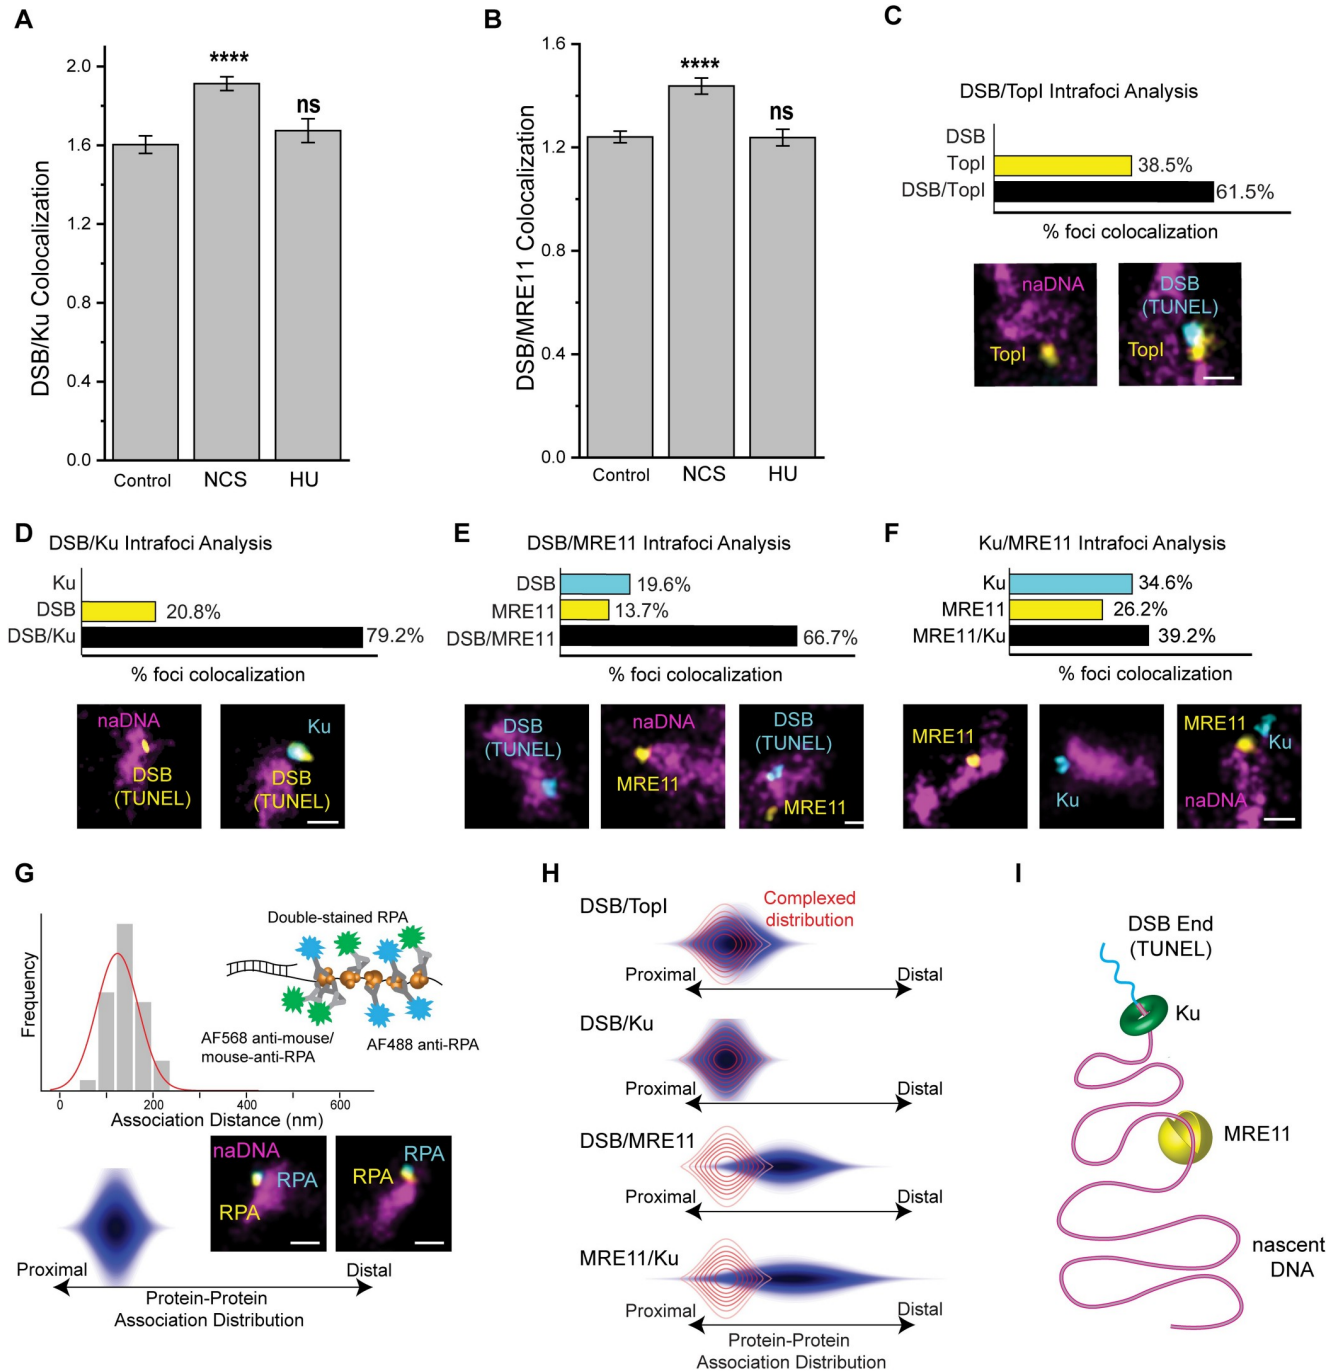 A
DSB/Ku Colocalization
2.0
1.6
1.2
0.8
0.4
0.0
****
ns
Control
NCS
HU
B
DSB/MRE11 Colocalization
1.6
1.2
0.8
0.4
0.0
****
ns
Control
NCS
HU
C
DSB/TopI Intrafoci Analysis
DSB
TopI
38.5%
DSB/TopI
61.5%
% foci colocalization
naDNA
TopI
DSB
(TUNEL)
TopI
D
DSB/Ku Intrafoci Analysis
Ku
DSB
20.8%
DSB/Ku
79.2%
% foci colocalization
naDNA
DSB
(TUNEL)
Ku
DSB
(TUNEL)
E
DSB/MRE11 Intrafoci Analysis
DSB
19.6%
MRE11
13.7%
DSB/MRE11
66.7%
% foci colocalization
DSB
(TUNEL)
naDNA
MRE11
DSB
(TUNEL)
MRE11
F
Ku/MRE11 Intrafoci Analysis
Ku
34.6%
MRE11
26.2%
MRE11/Ku
39.2%
% foci colocalization
MRE11
Ku
MRE11
Ku
naDNA
G
Frequency
0
200
400
600
Association Distance (nm)
Double-stained RPA
AF568 anti-mouse/
mouse-anti-RPA
AF488 anti-RPA
naDNA
RPA
RPA
RPA
RPA
Proximal
Distal
Protein-Protein
Association Distribution
H
DSB/TopI
Complexed
distribution
Proximal
Distal
DSB/Ku
Proximal
Distal
DSB/MRE11
Proximal
Distal
MRE11/Ku
Proximal
Distal
Protein-Protein
Association Distribution
I
DSB End
(TUNEL)
Ku
MRE11
nascent
DNA